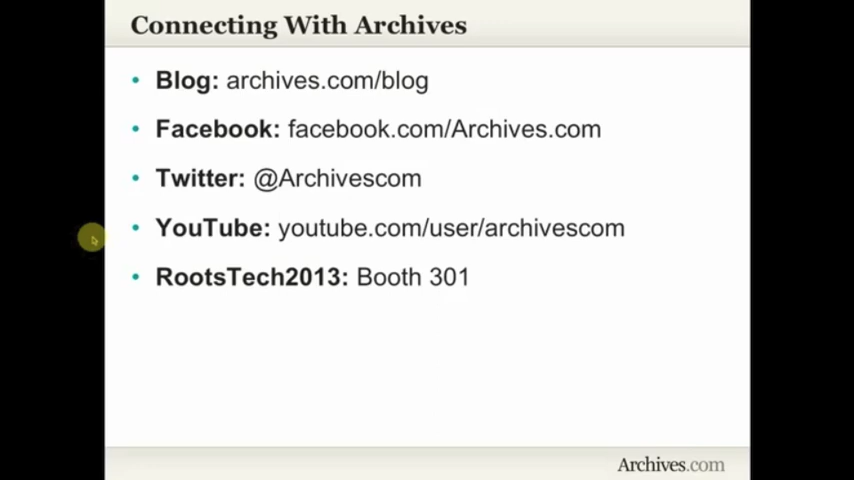 Connecting With Archives
• Blog: archives.com/blog
• Facebook: facebook.com/Archives.com
• Twitter: @Archivescom
• YouTube: youtube.com/user/archivescom
• RootsTech2013: Booth 301
Archives.com